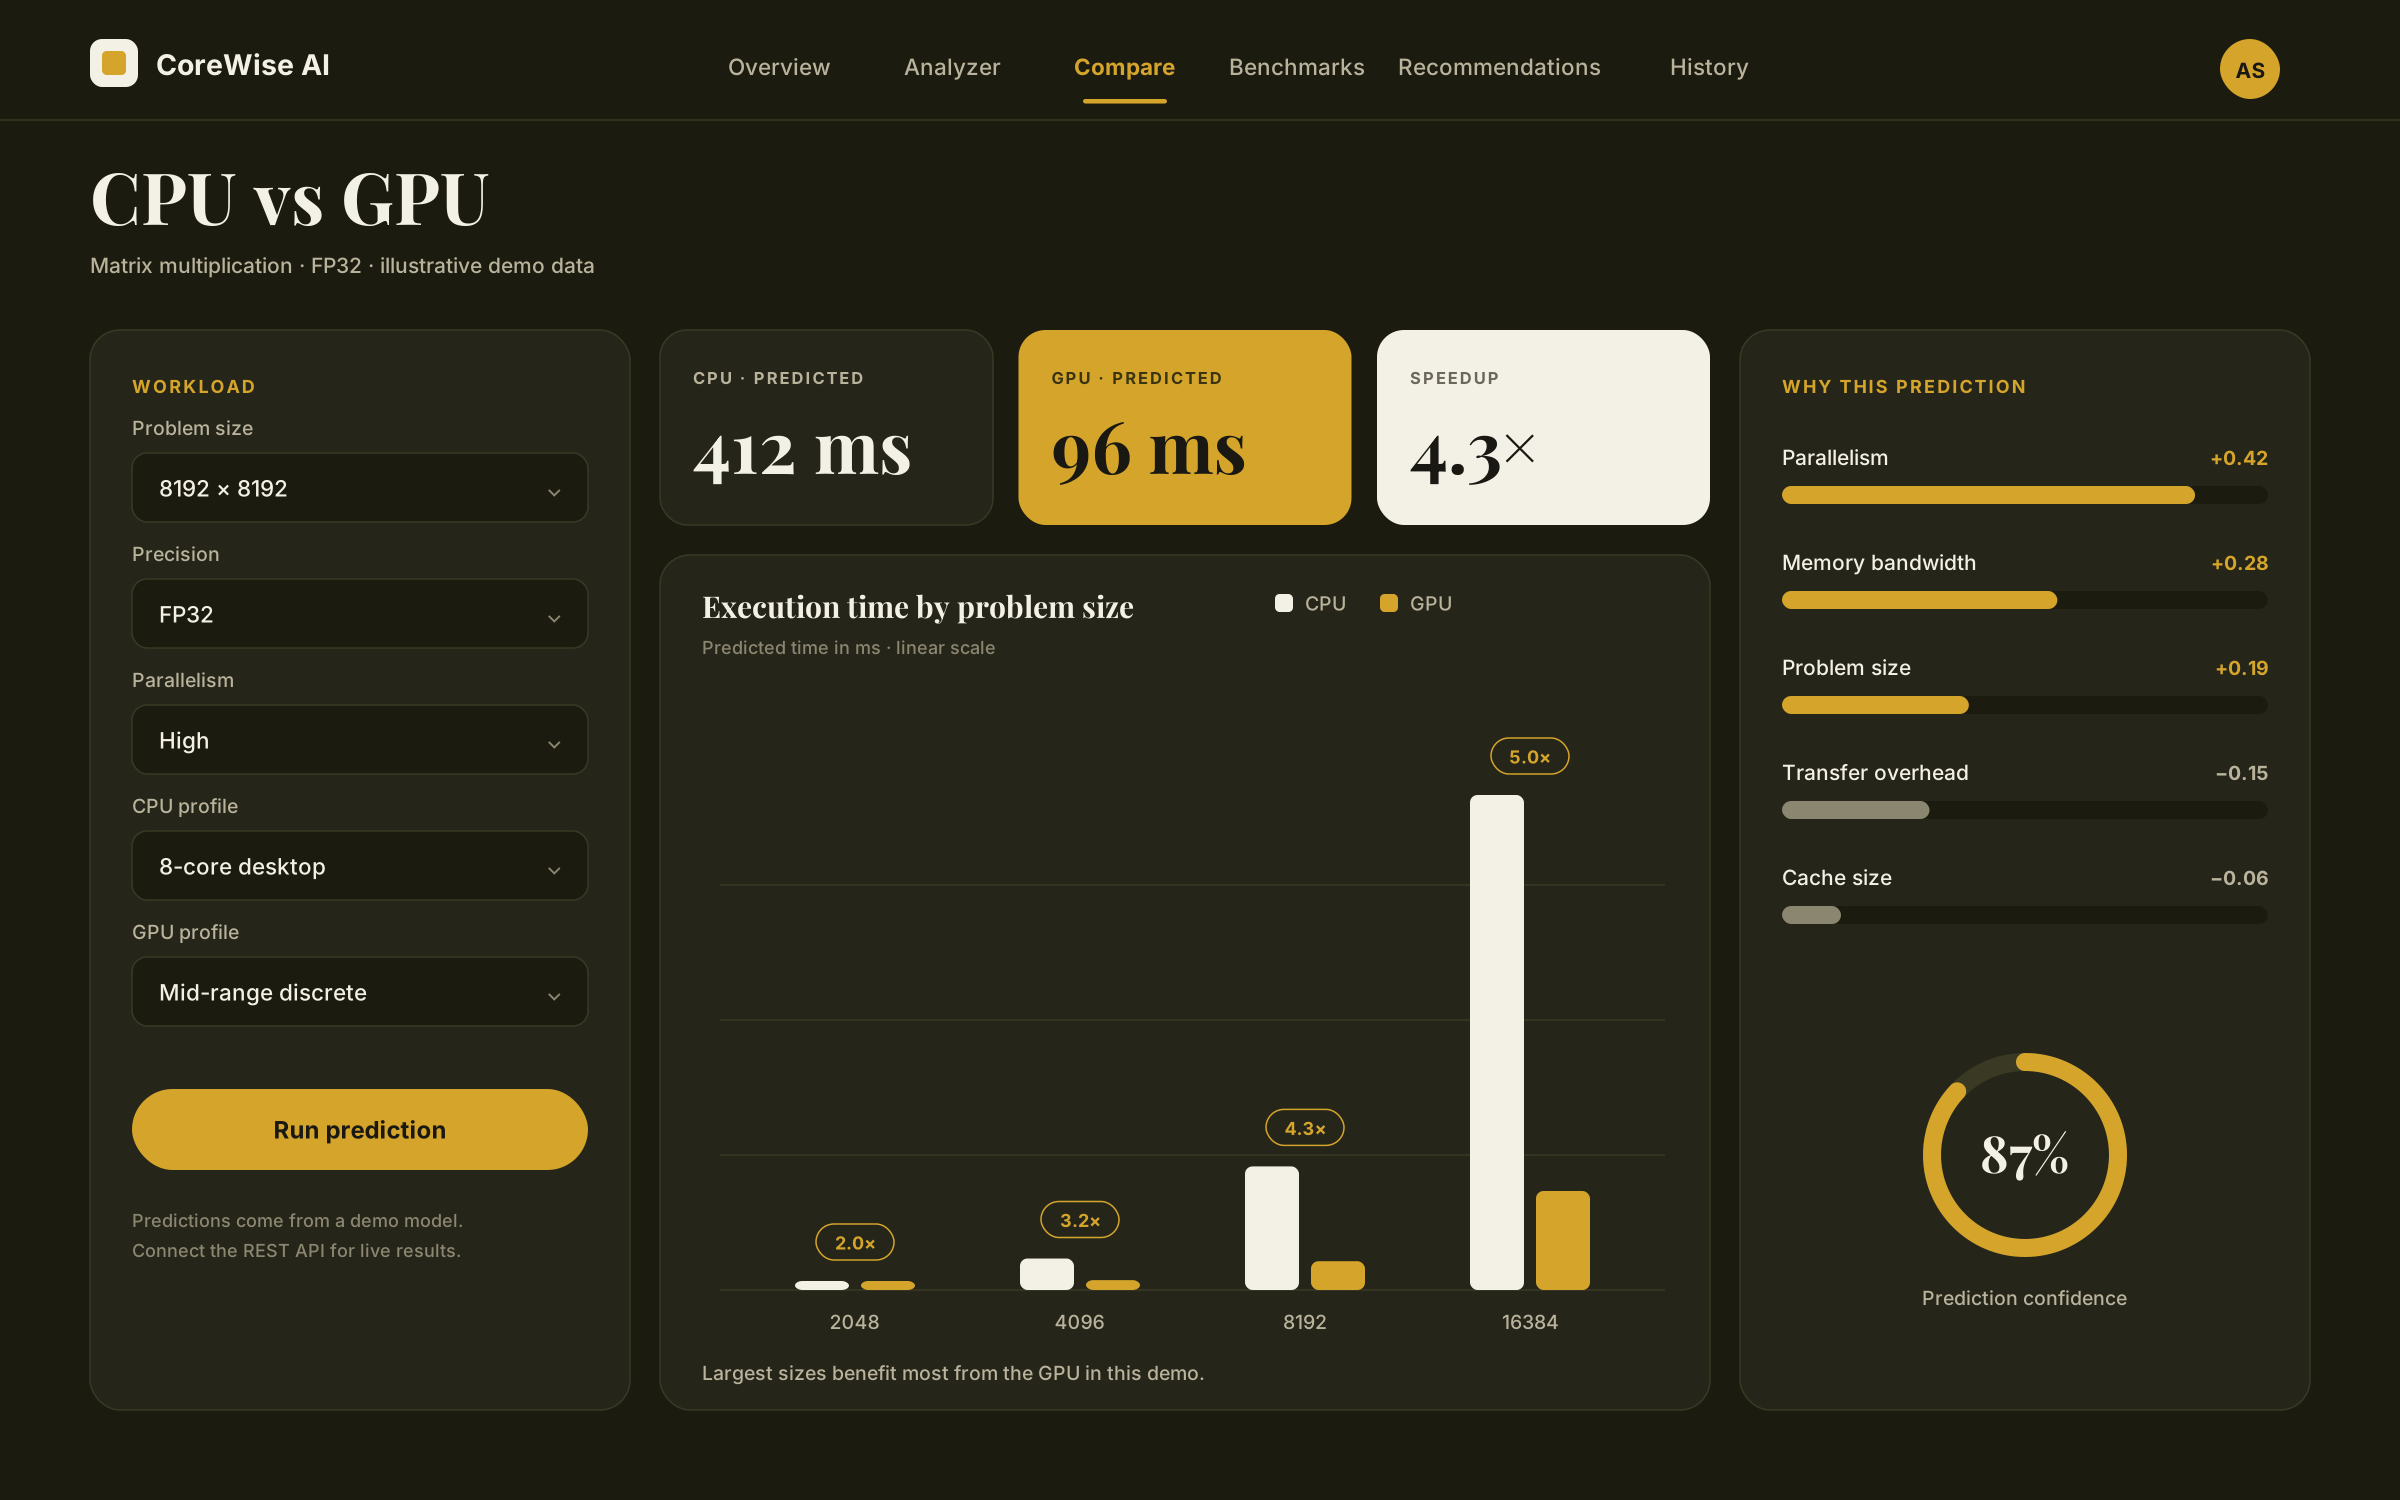 CoreWise AI
Overview
Analyzer
Compare
Benchmarks
Recommendations
History
AS
CPU vs GPU
Matrix multiplication · FP32 · illustrative demo data
WORKLOAD
Problem size
8192 × 8192
Precision
FP32
Parallelism
High
CPU profile
8-core desktop
GPU profile
Mid-range discrete
Run prediction
Predictions come from a demo model.
Connect the REST API for live results.
CPU · PREDICTED
412 ms
GPU · PREDICTED
96 ms
SPEEDUP
4.3×
Execution time by problem size
CPU
GPU
Predicted time in ms · linear scale
2.0×
3.2×
4.3×
5.0×
2048
4096
8192
16384
Largest sizes benefit most from the GPU in this demo.
WHY THIS PREDICTION
Parallelism
+0.42
Memory bandwidth
+0.28
Problem size
+0.19
Transfer overhead
−0.15
Cache size
−0.06
87%
Prediction confidence